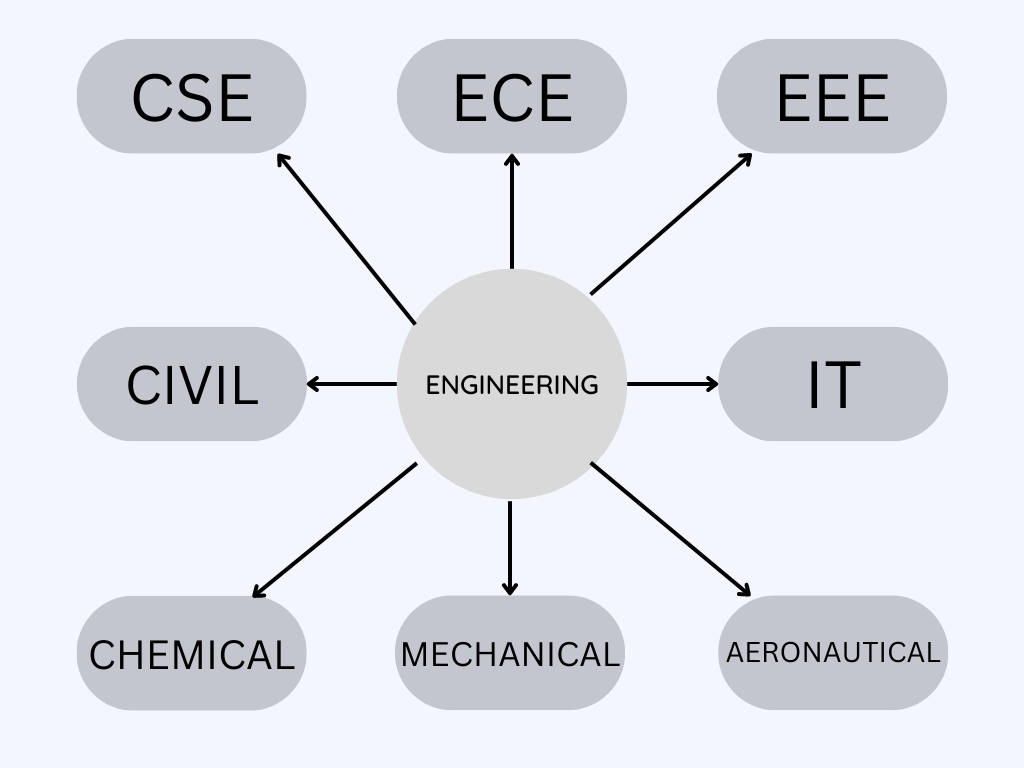 CSE
ECE
EEE
CIVIL
ENGINEERING
IT
CHEMICAL
MECHANICAL
AERONAUTICAL